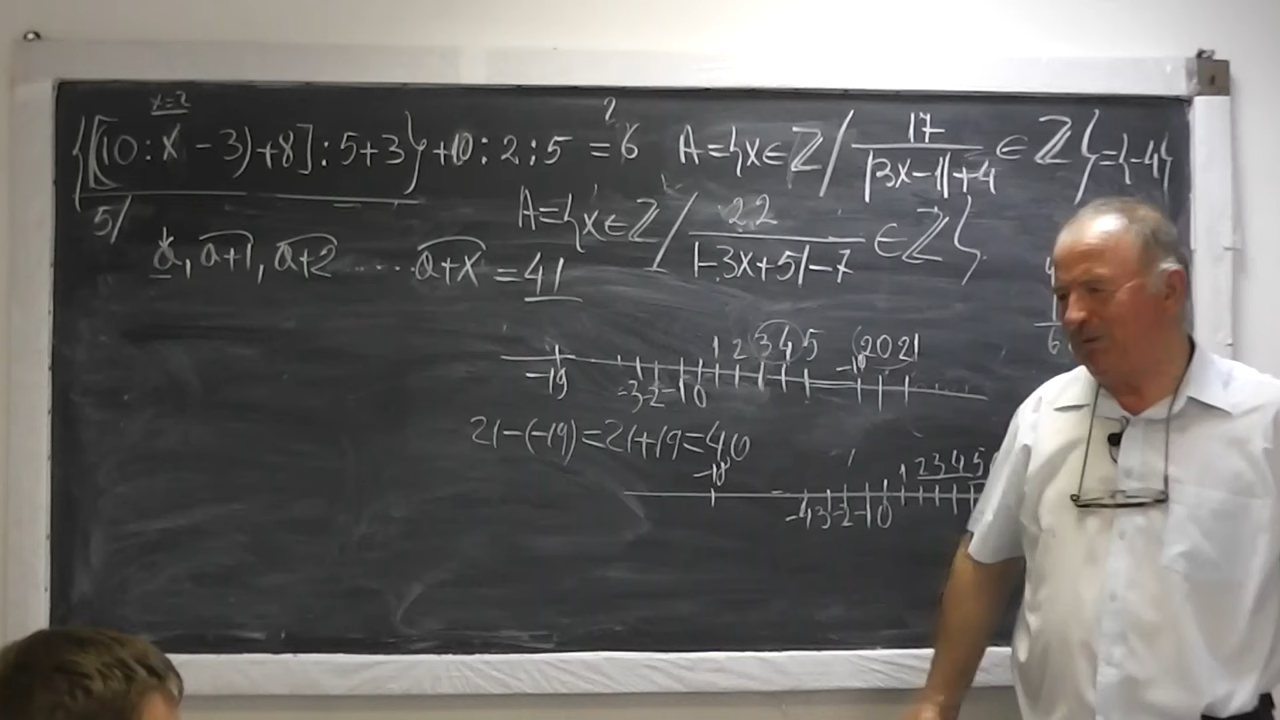 x=2
{[(10:x-3)+8]:5+3}+10:2:5 =6
?
5/
A={x∈ℤ/ 17/|3x-1|+4 ∈ℤ}={-4}
A={x∈ℤ/ 22/|-3x+5|-7 ∈ℤ}
a, a+1, a+2 ..... a+x =41
1 2 3 4 5 20 21
-19 -3 -2 -1 0
21-(-19)=21+19=40
-18 1 2 3 4 5
-4 3 -2 -1 0
6